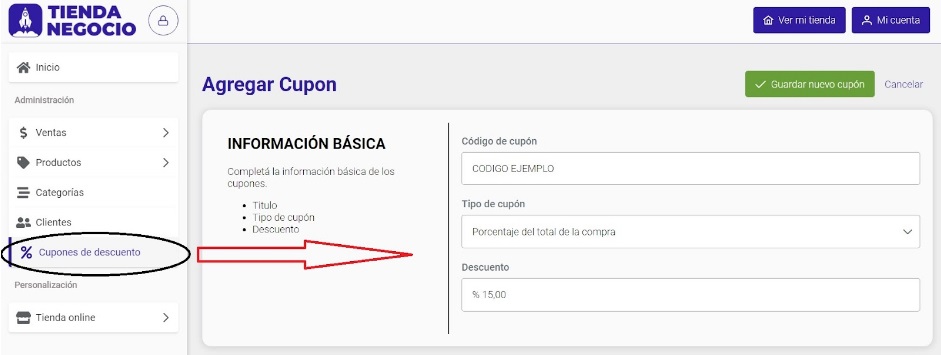 TIENDA
NEGOCIO
Ver mi tienda
Mi cuenta
Inicio
Administración
$ Ventas
Productos
Categorías
Clientes
% Cupones de descuento
Personalización
Tienda online
Agregar Cupon
Guardar nuevo cupón
Cancelar
INFORMACIÓN BÁSICA
Completá la información básica de los
cupones.
• Titulo
• Tipo de cupón
• Descuento
Código de cupón
CODIGO EJEMPLO
Tipo de cupón
Porcentaje del total de la compra
Descuento
% 15,00